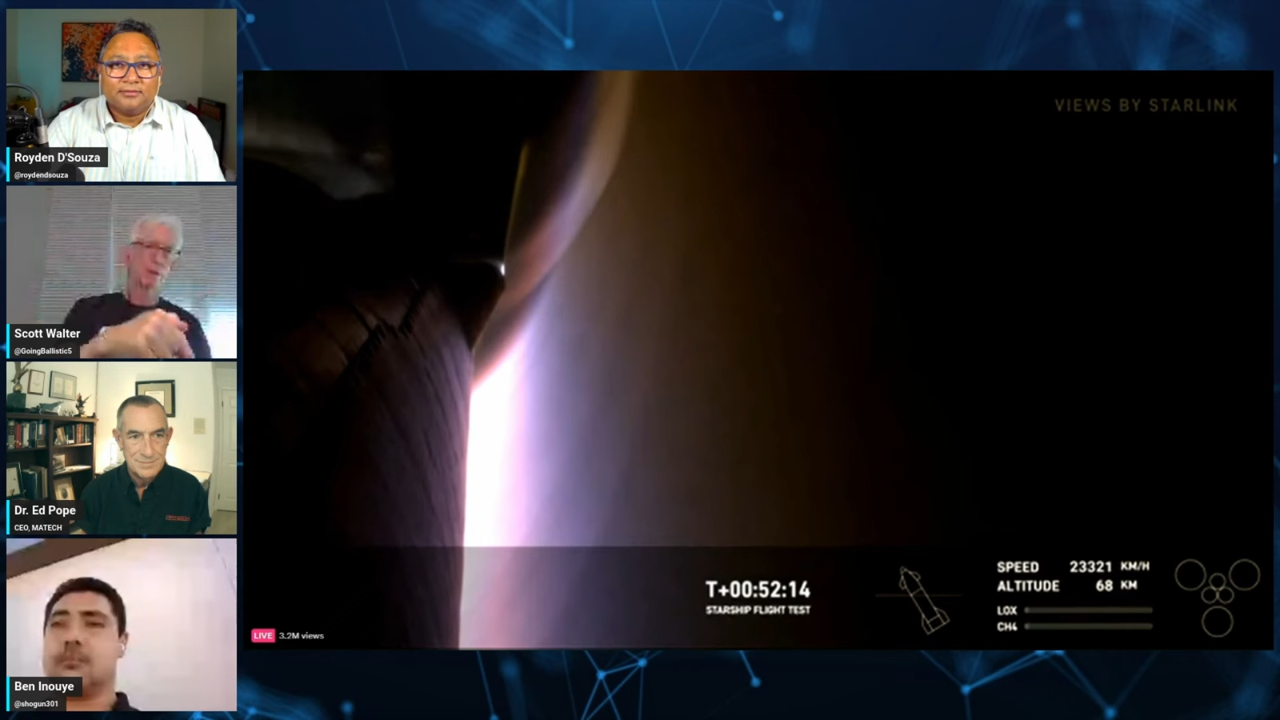 Royden D'Souza
@roydendsouza
Scott Walter
@GoingBallistic5
Dr. Ed Pope
CEO, MATECH
Ben Inouye
@shogun301
VIEWS BY STARLINK
T+00:52:14
STARSHIP FLIGHT TEST
SPEED 23321 KM/H
ALTITUDE 68 KM
LOX
CH4
LIVE 3.2M views